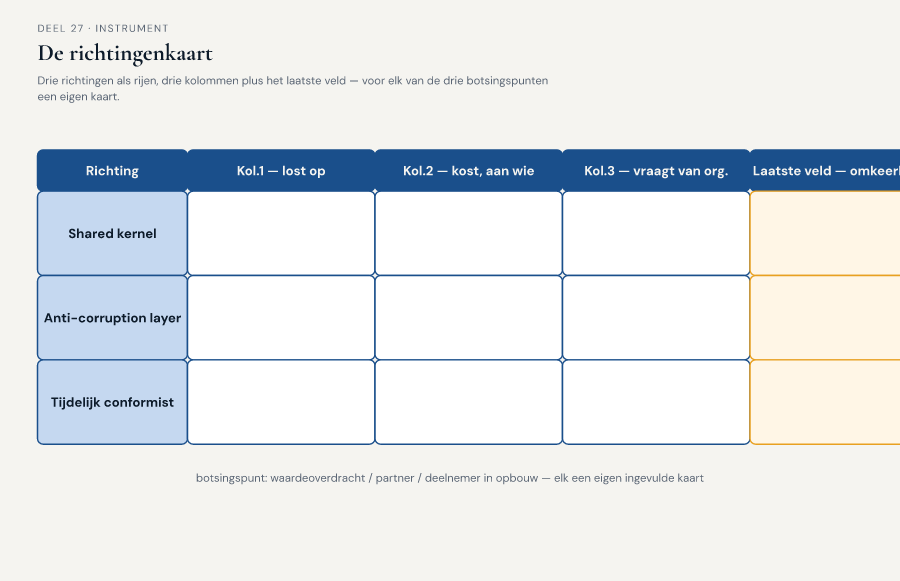 DEEL 27 · INSTRUMENT
De richtingenkaart
Drie richtingen als rijen, drie kolommen plus het laatste veld — voor elk van de drie botsingspunten
een eigen kaart.
Richting Kol.1 — lost op Kol.2 — kost, aan wie Kol.3 — vraagt van org. Laatste veld —
Shared kernel
Anti-corruption layer
Tijdelijk conformist
botsingspunt: waardeoverdracht / partner / deelnemer in opbouw — elk een eigen ingevulde kaart